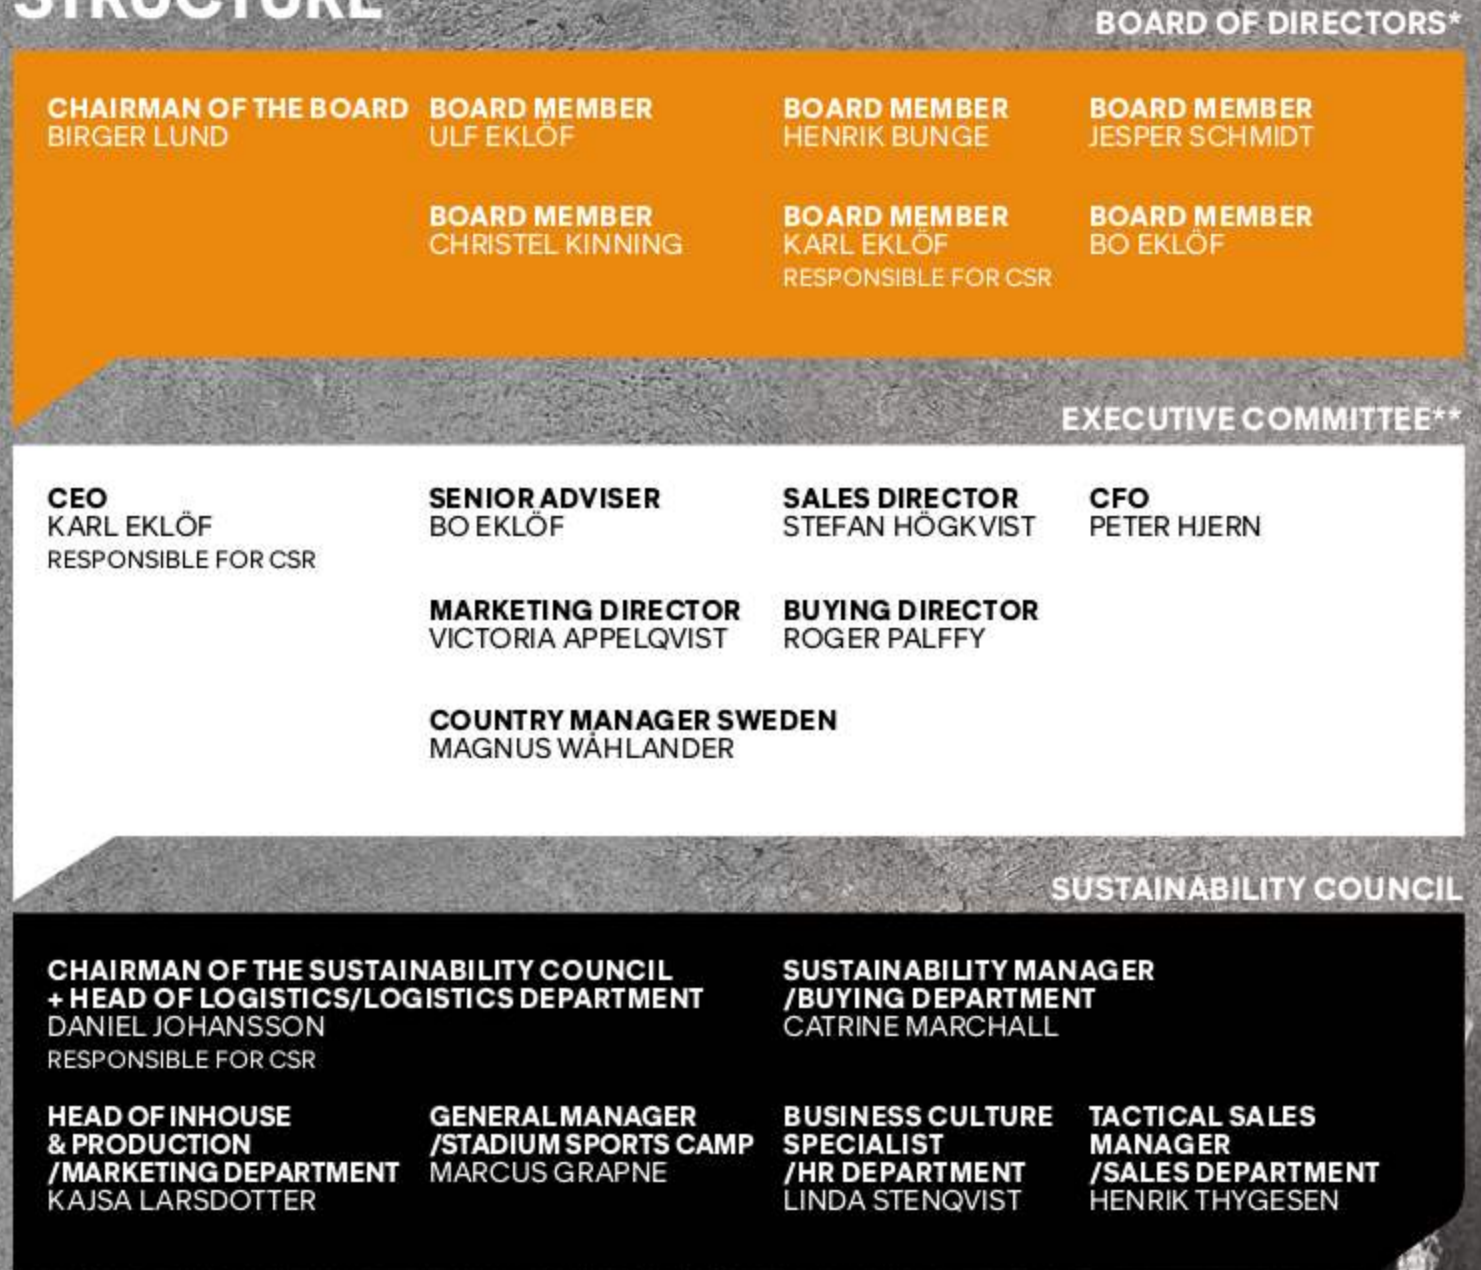 STRUCTURE
BOARD OF DIRECTORS*
CHAIRMAN OF THE BOARD
BIRGER LUND
BOARD MEMBER
ULF EKLÖF
BOARD MEMBER
HENRIK BUNGE
BOARD MEMBER
JESPER SCHMIDT
BOARD MEMBER
CHRISTEL KINNING
BOARD MEMBER
KARL EKLÖF
RESPONSIBLE FOR CSR
BOARD MEMBER
BO EKLÖF
EXECUTIVE COMMITTEE**
CEO
KARL EKLÖF
RESPONSIBLE FOR CSR
SENIOR ADVISER
BO EKLÖF
SALES DIRECTOR
STEFAN HÖGKVIST
CFO
PETER HJERN
MARKETING DIRECTOR
VICTORIA APPELQVIST
BUYING DIRECTOR
ROGER PALFFY
COUNTRY MANAGER SWEDEN
MAGNUS WÅHLANDER
SUSTAINABILITY COUNCIL
CHAIRMAN OF THE SUSTAINABILITY COUNCIL
+ HEAD OF LOGISTICS/LOGISTICS DEPARTMENT
DANIEL JOHANSSON
RESPONSIBLE FOR CSR
SUSTAINABILITY MANAGER
/BUYING DEPARTMENT
CATRINE MARCHALL
HEAD OF INHOUSE
& PRODUCTION
/MARKETING DEPARTMENT
KAJSA LARSDOTTER
GENERAL MANAGER
/STADIUM SPORTS CAMP
MARCUS GRAPNE
BUSINESS CULTURE
SPECIALIST
/HR DEPARTMENT
LINDA STENQVIST
TACTICAL SALES
MANAGER
/SALES DEPARTMENT
HENRIK THYGESEN